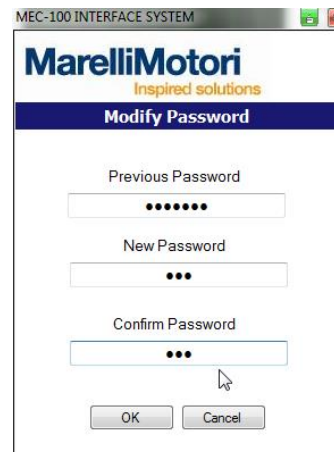 MEC-100 INTERFACE SYSTEM
MarelliMotori
Inspired solutions
Modify Password
Previous Password
•••••••
New Password
•••
Confirm Password
•••
OK Cancel